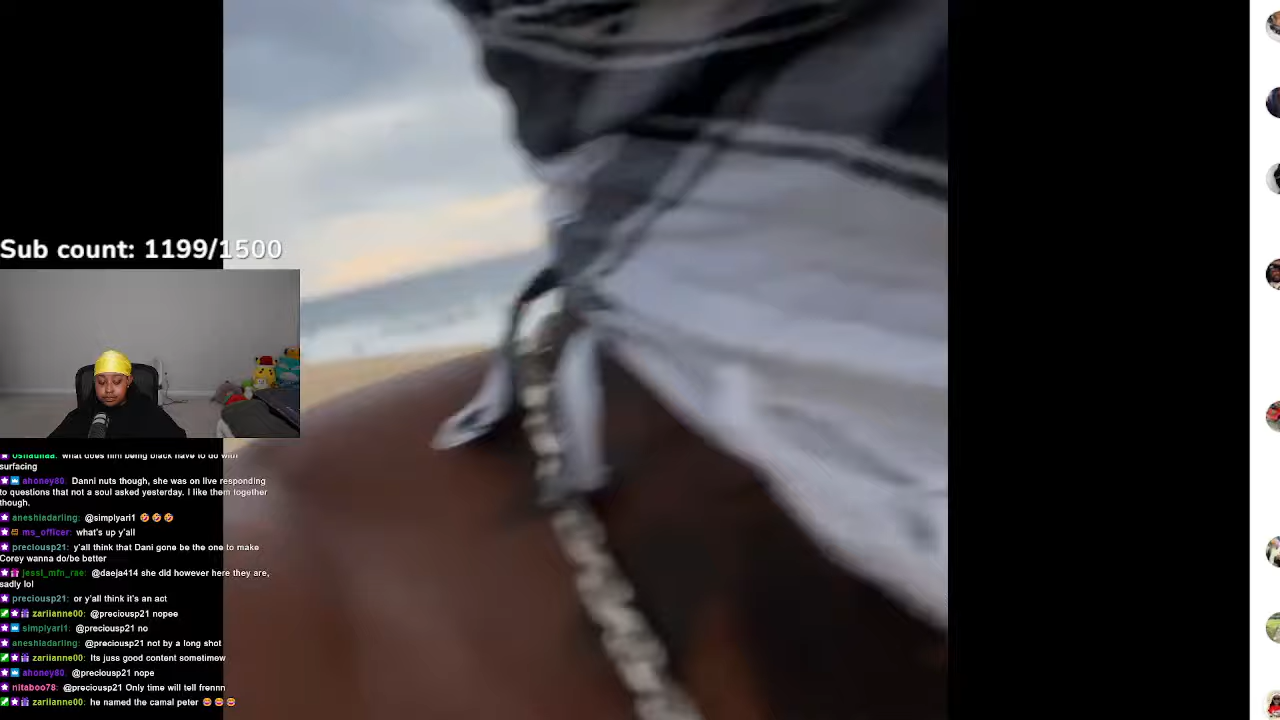 Sub count: 1199/1500
oshaunaa: what does him being black have to do with
surfacing
ahoney80: Danni nuts though, she was on live responding
to questions that not a soul asked yesterday. I like them together
though.
aneshiadarling: @simplyari1
ms_officer: what's up y'all
preciousp21: y'all think that Dani gone be the one to make
Corey wanna do/be better
jessi_mfn_rae: @daeja414 she did however here they are,
sadly lol
preciousp21: or y'all think it's an act
zariianne00: @preciousp21 nopee
simplyari1: @preciousp21 no
aneshiadarling: @preciousp21 not by a long shot
zariianne00: Its juss good content sometimew
ahoney80: @preciousp21 nope
nitaboo78: @preciousp21 Only time will tell frennn
zariianne00: he named the camal peter